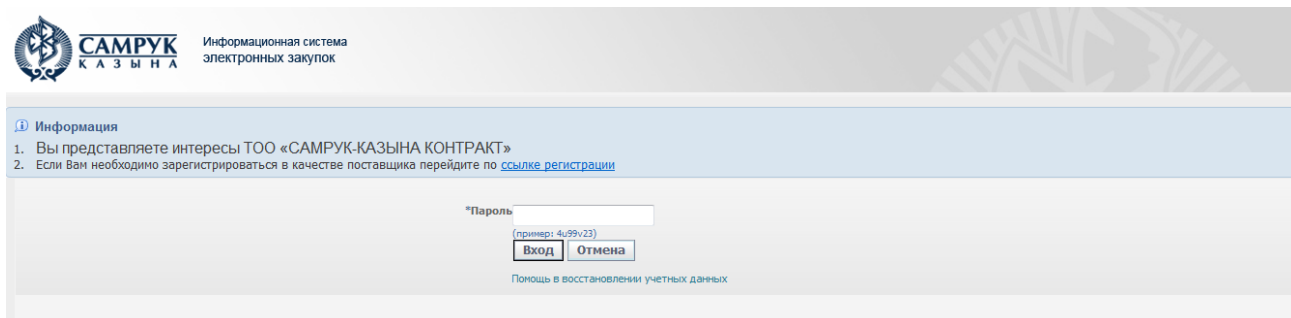 САМРУК
КАЗЫНА
Информационная система
электронных закупок
Информация
1. Вы представляете интересы ТОО «САМРУК-КАЗЫНА КОНТРАКТ»
2. Если Вам необходимо зарегистрироваться в качестве поставщика перейдите по ссылке регистрации
*Пароль
(пример: 4u99v23)
Вход Отмена
Помощь в восстановлении учетных данных